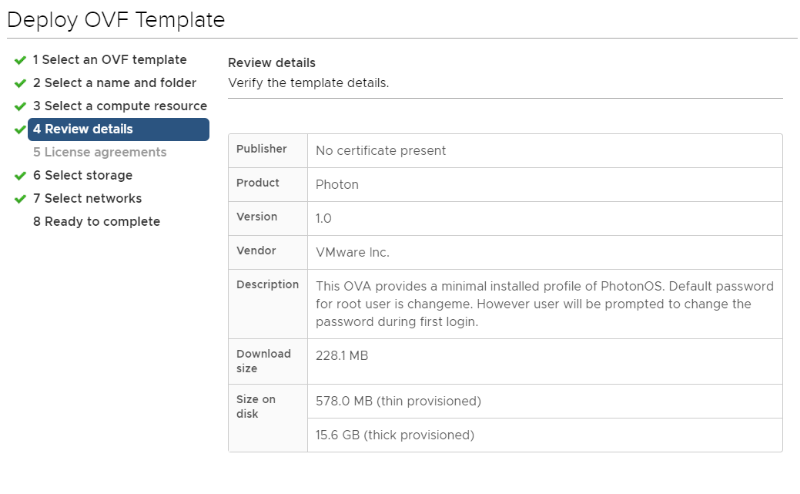 Deploy OVF Template
1 Select an OVF template
2 Select a name and folder
3 Select a compute resource
4 Review details
5 License agreements
6 Select storage
7 Select networks
8 Ready to complete
Review details
Verify the template details.
Publisher
No certificate present
Product
Photon
Version
1.0
Vendor
VMware Inc.
Description
This OVA provides a minimal installed profile of PhotonOS. Default password
for root user is changeme. However user will be prompted to change the
password during first login.
Download
size
228.1 MB
Size on
disk
578.0 MB (thin provisioned)
15.6 GB (thick provisioned)